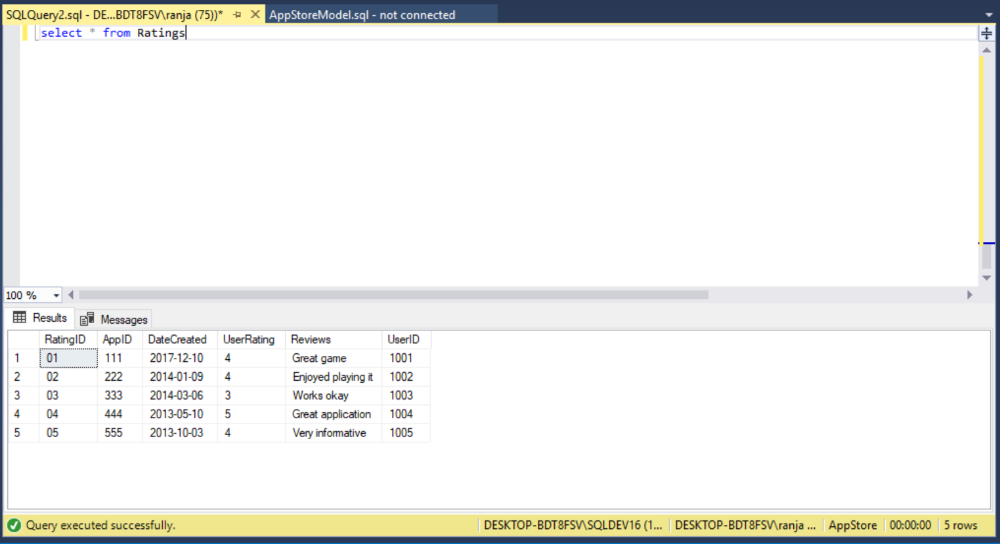 SQLQuery2.sql - DE...BDT8FSV\ranja (75))* AppStoreModel.sql - not connected
select * from Ratings
100 %
Results Messages
RatingID AppID DateCreated UserRating Reviews UserID
1 01 111 2017-12-10 4 Great game 1001
2 02 222 2014-01-09 4 Enjoyed playing it 1002
3 03 333 2014-03-06 3 Works okay 1003
4 04 444 2013-05-10 5 Great application 1004
5 05 555 2013-10-03 4 Very informative 1005
Query executed successfully. DESKTOP-BDT8FSV\SQLDEV16 (1... DESKTOP-BDT8FSV\ranja ... AppStore 00:00:00 5 rows